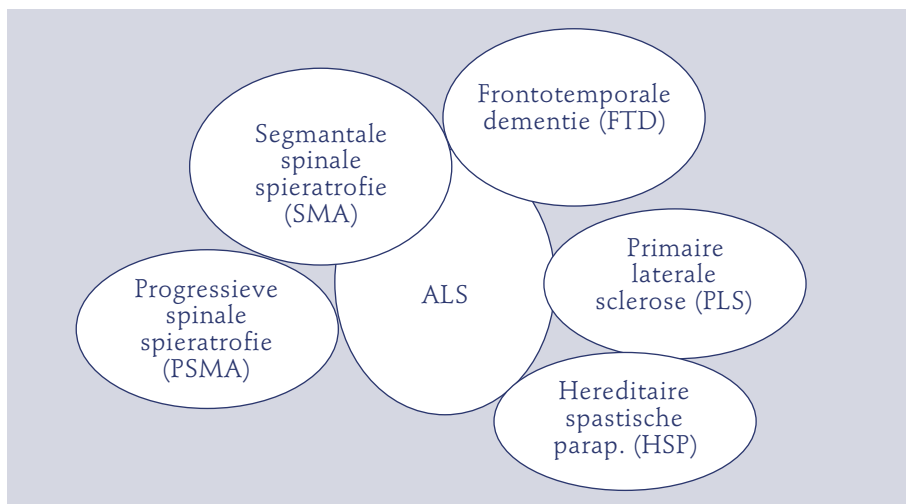 Frontotemporale
dementie (FTD)
Segmantale
spinale
spieratrofie
(SMA)
Primaire
laterale
sclerose (PLS)
ALS
Progressieve
spinale
spieratrofie
(PSMA)
Hereditaire
spastische
parap. (HSP)